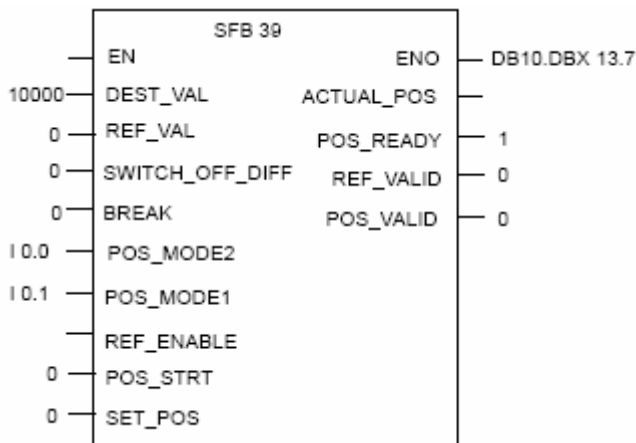 SFB 39
EN ENO DB10.DBX 13.7
10000 DEST_VAL ACTUAL_POS
0 REF_VAL POS_READY 1
0 SWITCH_OFF_DIFF REF_VALID 0
0 BREAK POS_VALID 0
I 0.0 POS_MODE2
I 0.1 POS_MODE1
REF_ENABLE
0 POS_STRT
0 SET_POS